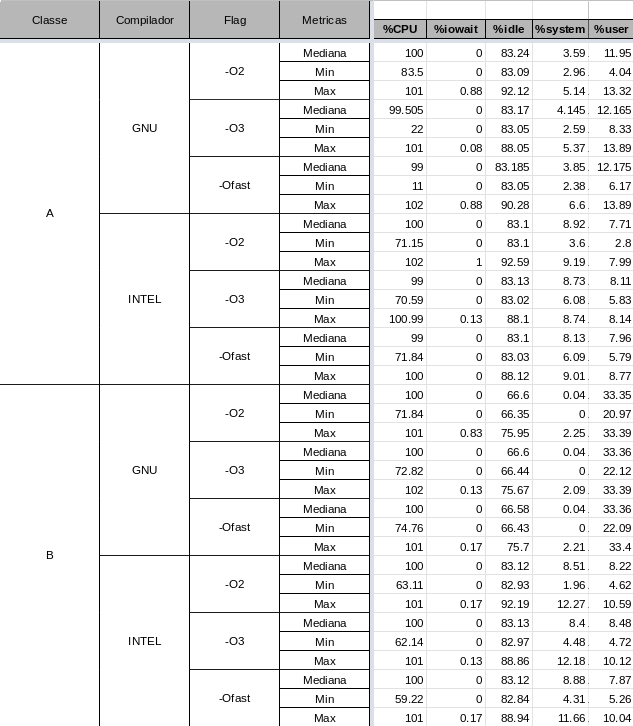 Classe Compilador Flag Metricas %CPU %iowait %idle %system %user
A GNU -O2 Mediana 100 0 83.24 3.59 11.95
Min 83.5 0 83.09 2.96 4.04
Max 101 0.88 92.12 5.14 13.32
-O3 Mediana 99.505 0 83.17 4.145 12.165
Min 22 0 83.05 2.59 8.33
Max 101 0.08 88.05 5.37 13.89
-Ofast Mediana 99 0 83.185 3.85 12.175
Min 11 0 83.05 2.38 6.17
Max 102 0.88 90.28 6.6 13.89
INTEL -O2 Mediana 100 0 83.1 8.92 7.71
Min 71.15 0 83.1 3.6 2.8
Max 102 1 92.59 9.19 7.99
-O3 Mediana 99 0 83.13 8.73 8.11
Min 70.59 0 83.02 6.08 5.83
Max 100.99 0.13 88.1 8.74 8.14
-Ofast Mediana 99 0 83.1 8.13 7.96
Min 71.84 0 83.03 6.09 5.79
Max 100 0 88.12 9.01 8.77
B GNU -O2 Mediana 100 0 66.6 0.04 33.35
Min 71.84 0 66.35 0 20.97
Max 101 0.83 75.95 2.25 33.39
-O3 Mediana 100 0 66.6 0.04 33.36
Min 72.82 0 66.44 0 22.12
Max 102 0.13 75.67 2.09 33.39
-Ofast Mediana 100 0 66.58 0.04 33.36
Min 74.76 0 66.43 0 22.09
Max 101 0.17 75.7 2.21 33.4
INTEL -O2 Mediana 100 0 83.12 8.51 8.22
Min 63.11 0 82.93 1.96 4.62
Max 101 0.17 92.19 12.27 10.59
-O3 Mediana 100 0 83.13 8.4 8.48
Min 62.14 0 82.97 4.48 4.72
Max 101 0.13 88.86 12.18 10.12
-Ofast Mediana 100 0 83.12 8.88 7.87
Min 59.22 0 82.84 4.31 5.26
Max 101 0.17 88.94 11.66 10.04